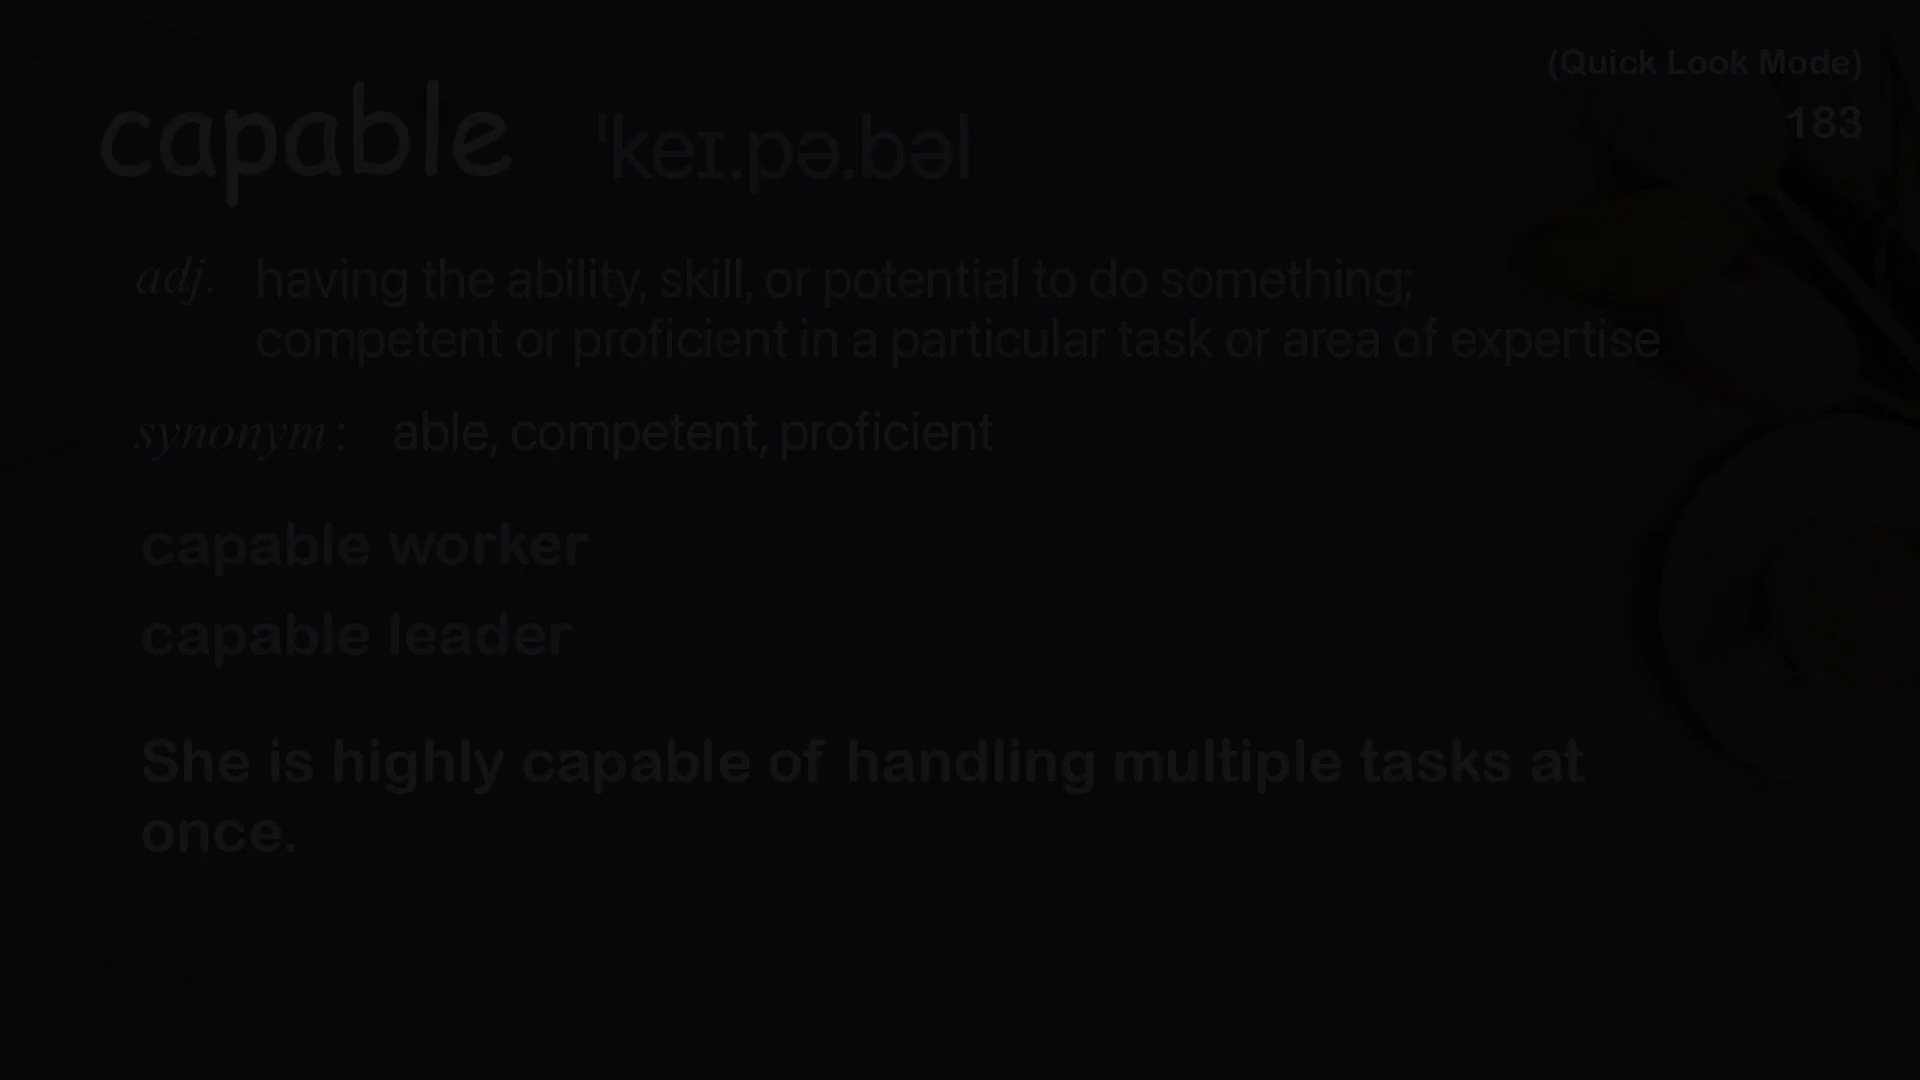 (Quick Look Mode)
capable ˈkeɪ.pə.bəl
183
adj. having the ability, skill, or potential to do something;
competent or proficient in a particular task or area of expertise
synonym : able, competent, proficient
capable worker
capable leader
She is highly capable of handling multiple tasks at
once.